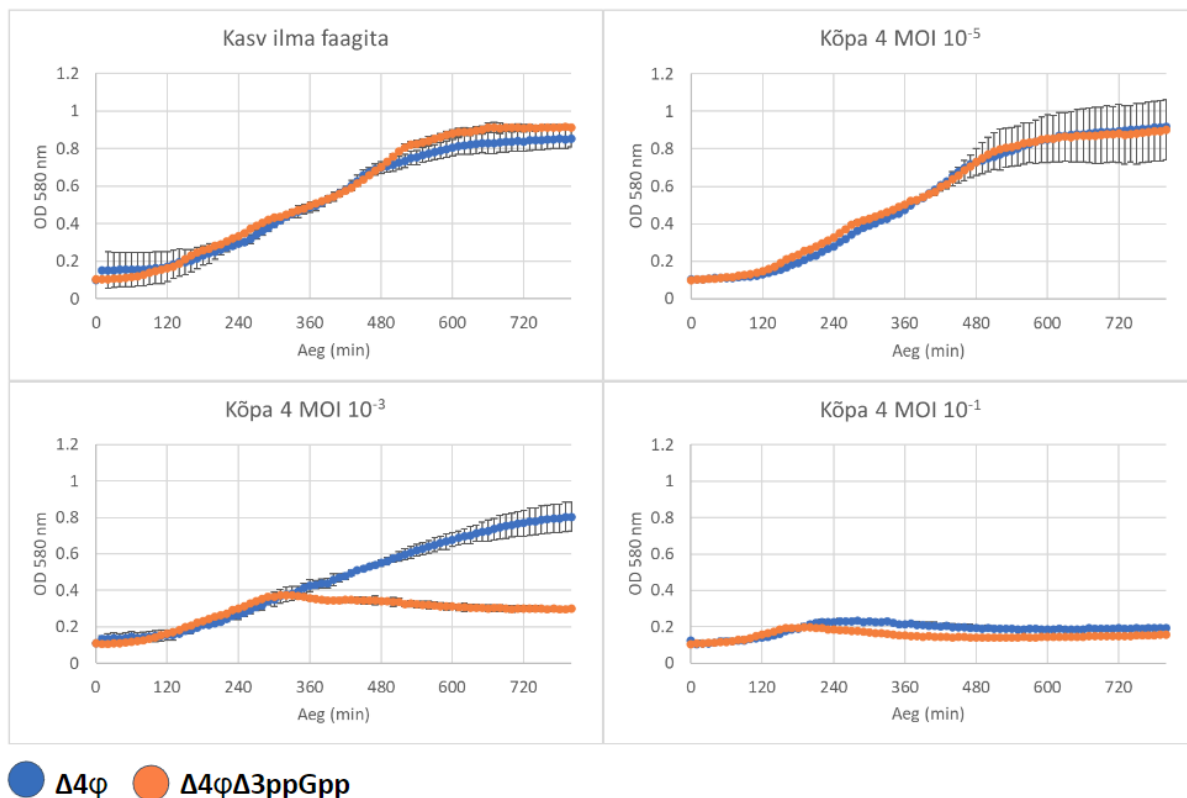 Kasv ilma faagita
1.2
1
0.8
0.6
0.4
0.2
0
OD 580 nm
0 120 240 360 480 600 720
Aeg (min)
Kõpa 4 MOI 10⁻⁵
1.2
1
0.8
0.6
0.4
0.2
0
OD 580 nm
0 120 240 360 480 600 720
Aeg (min)
Kõpa 4 MOI 10⁻³
1.2
1
0.8
0.6
0.4
0.2
0
OD 580 nm
0 120 240 360 480 600 720
Aeg (min)
Kõpa 4 MOI 10⁻¹
1.2
1
0.8
0.6
0.4
0.2
0
OD 580 nm
0 120 240 360 480 600 720
Aeg (min)
Δ4φ Δ4φΔ3ppGpp